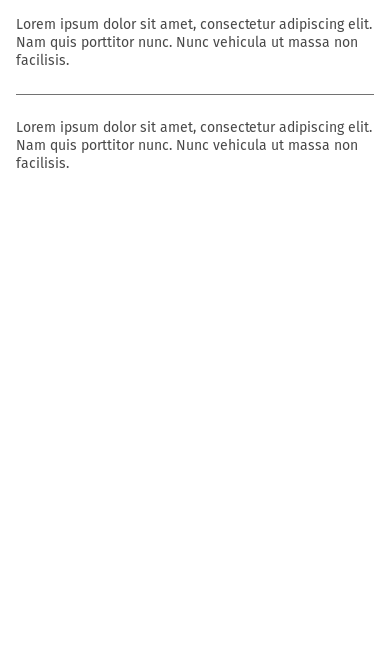 Lorem ipsum dolor sit amet, consectetur adipiscing elit.
Nam quis porttitor nunc. Nunc vehicula ut massa non
facilisis.
Lorem ipsum dolor sit amet, consectetur adipiscing elit.
Nam quis porttitor nunc. Nunc vehicula ut massa non
facilisis.